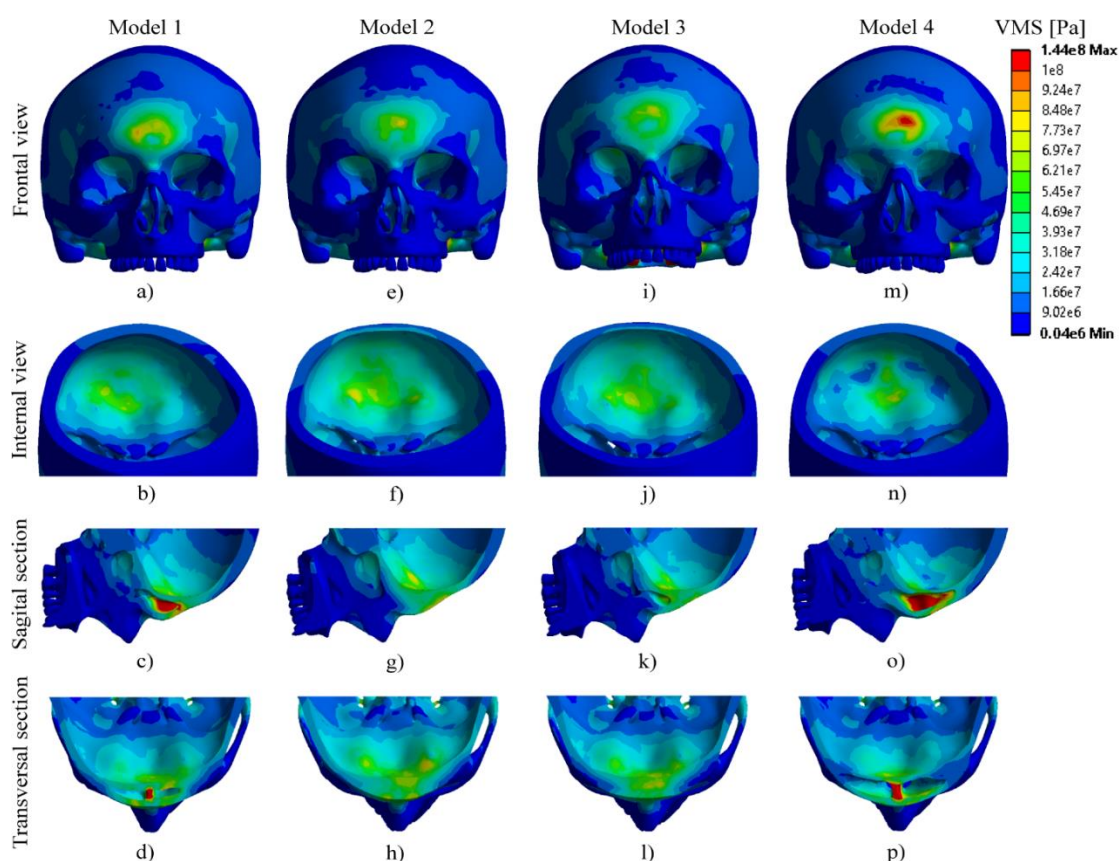 Model 1 Model 2 Model 3 Model 4 VMS [Pa]
1.44e8 Max
1e8
9.24e7
8.48e7
7.73e7
6.97e7
6.21e7
5.45e7
4.69e7
3.93e7
3.18e7
2.42e7
1.66e7
9.02e6
0.04e6 Min
Frontal view
a) e) i) m)
Internal view
b) f) j) n)
Sagital section
c) g) k) o)
Transversal section
d) h) l) p)